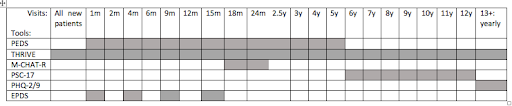 Visits: All new patients 1m 2m 4m 6m 9m 12m 15m 18m 24m 2.5y 3y 4y 5y 6y 7y 8y 9y 10y 11y 12y 13+: yearly
Tools:
PEDS
THRIVE
M-CHAT-R
PSC-17
PHQ-2/9
EPDS